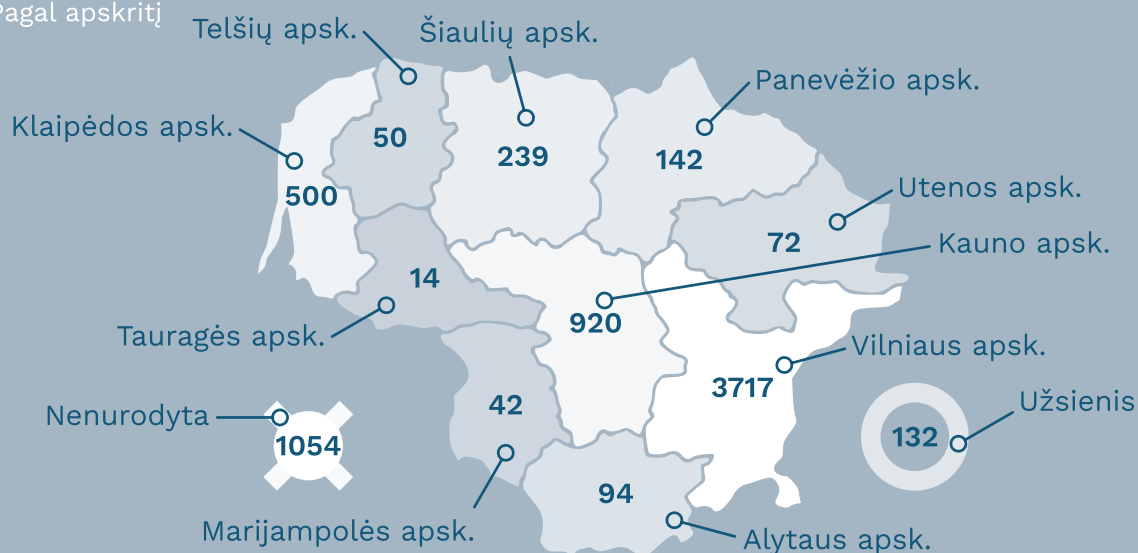 Pagal apskritį
Telšių apsk.
Šiaulių apsk.
Panevėžio apsk.
Klaipėdos apsk.
50
239
142
500
Utenos apsk.
72
Kauno apsk.
14
920
Tauragės apsk.
Vilniaus apsk.
3717
42
Užsienis
Nenurodyta
1054
132
94
Marijampolės apsk.
Alytaus apsk.